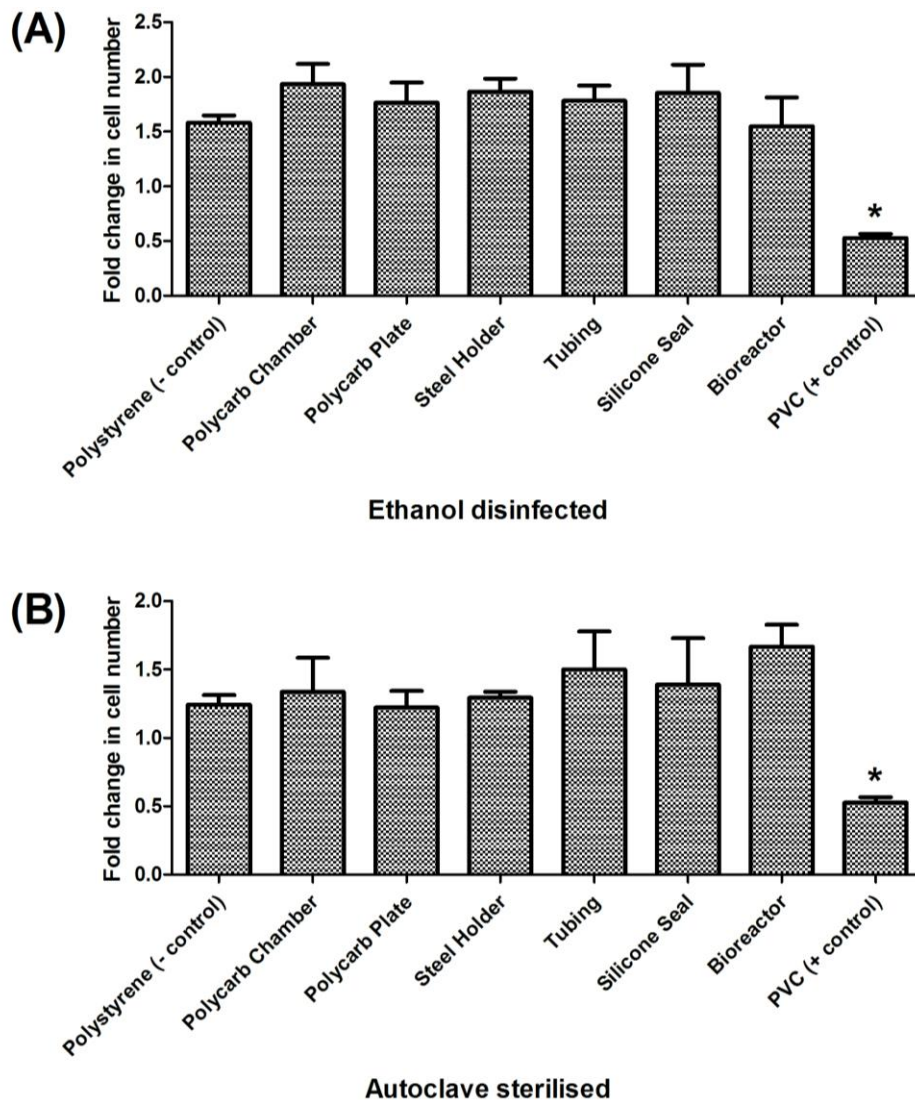 (A)
Fold change in cell number
2.5
2.0
1.5
1.0
0.5
0.0
*
Polystyrene (- control)
Polycarb Chamber
Polycarb Plate
Steel Holder
Tubing
Silicone Seal
Bioreactor
PVC (+ control)
Ethanol disinfected
(B)
Fold change in cell number
2.0
1.5
1.0
0.5
0.0
*
Polystyrene (- control)
Polycarb Chamber
Polycarb Plate
Steel Holder
Tubing
Silicone Seal
Bioreactor
PVC (+ control)
Autoclave sterilised